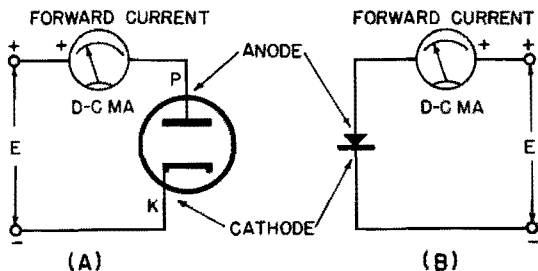 FORWARD CURRENT
+ +
D-C MA
P
E
K
-
(A)
ANODE
CATHODE
FORWARD CURRENT
+ +
D-C MA
E
-
(B)